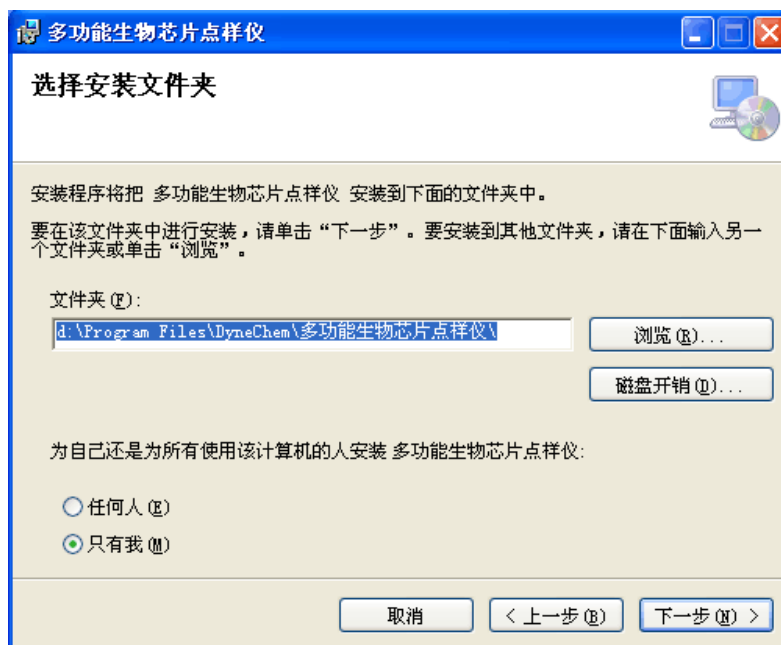 多功能生物芯片点样仪
选择安装文件夹
安装程序将把 多功能生物芯片点样仪 安装到下面的文件夹中。
要在该文件夹中进行安装，请单击“下一步”。要安装到其他文件夹，请在下面输入另一
个文件夹或单击“浏览”。
文件夹(F):
d:\Program Files\DyneChem\多功能生物芯片点样仪\
浏览(R)...
磁盘开销(D)...
为自己还是为所有使用该计算机的人安装 多功能生物芯片点样仪:
任何人(E)
只有我(M)
取消
< 上一步(B)
下一步(N) >